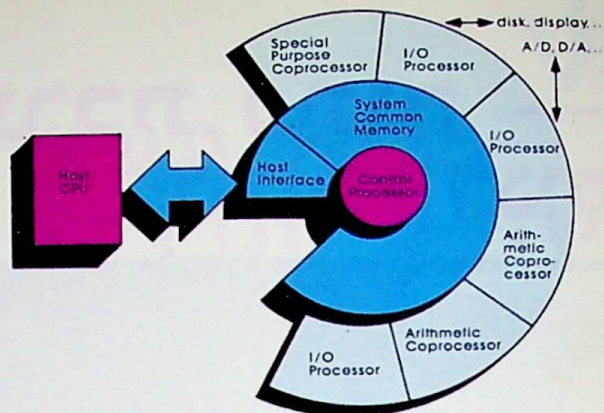 Special
Purpose
Coprocessor
I/O
Processor
disk, display, ..
A/D, D/A, ...
I/O
Processor
System
Common
Memory
Host
Interface
Control
Processor
Host
CPU
Arith-
metic
Copro-
cessor
Arithmetic
Coprocessor
I/O
Processor